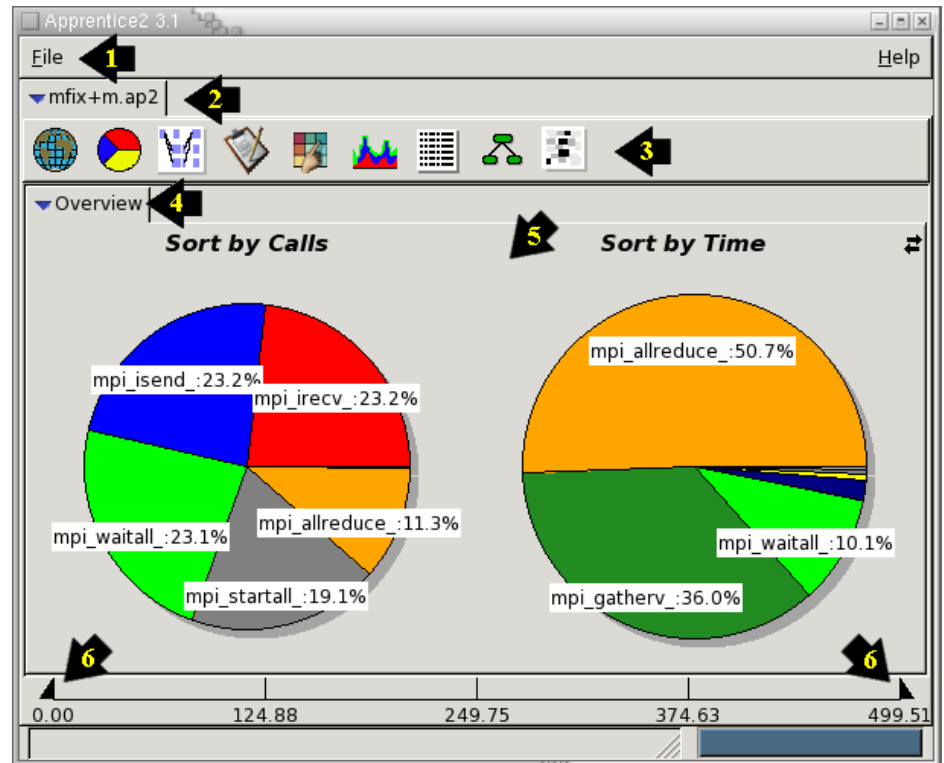 Apprentice2 3.1
File 1 Help
mfix+m.ap2 2
3
Overview 4
Sort by Calls 5 Sort by Time
mpi_allreduce_:50.7%
mpi_isend_:23.2%
mpi_irecv_:23.2%
mpi_allreduce_:11.3%
mpi_waitall_:23.1%
mpi_waitall_:10.1%
mpi_startall_:19.1%
mpi_gatherv_:36.0%
6 6
0.00 124.88 249.75 374.63 499.51